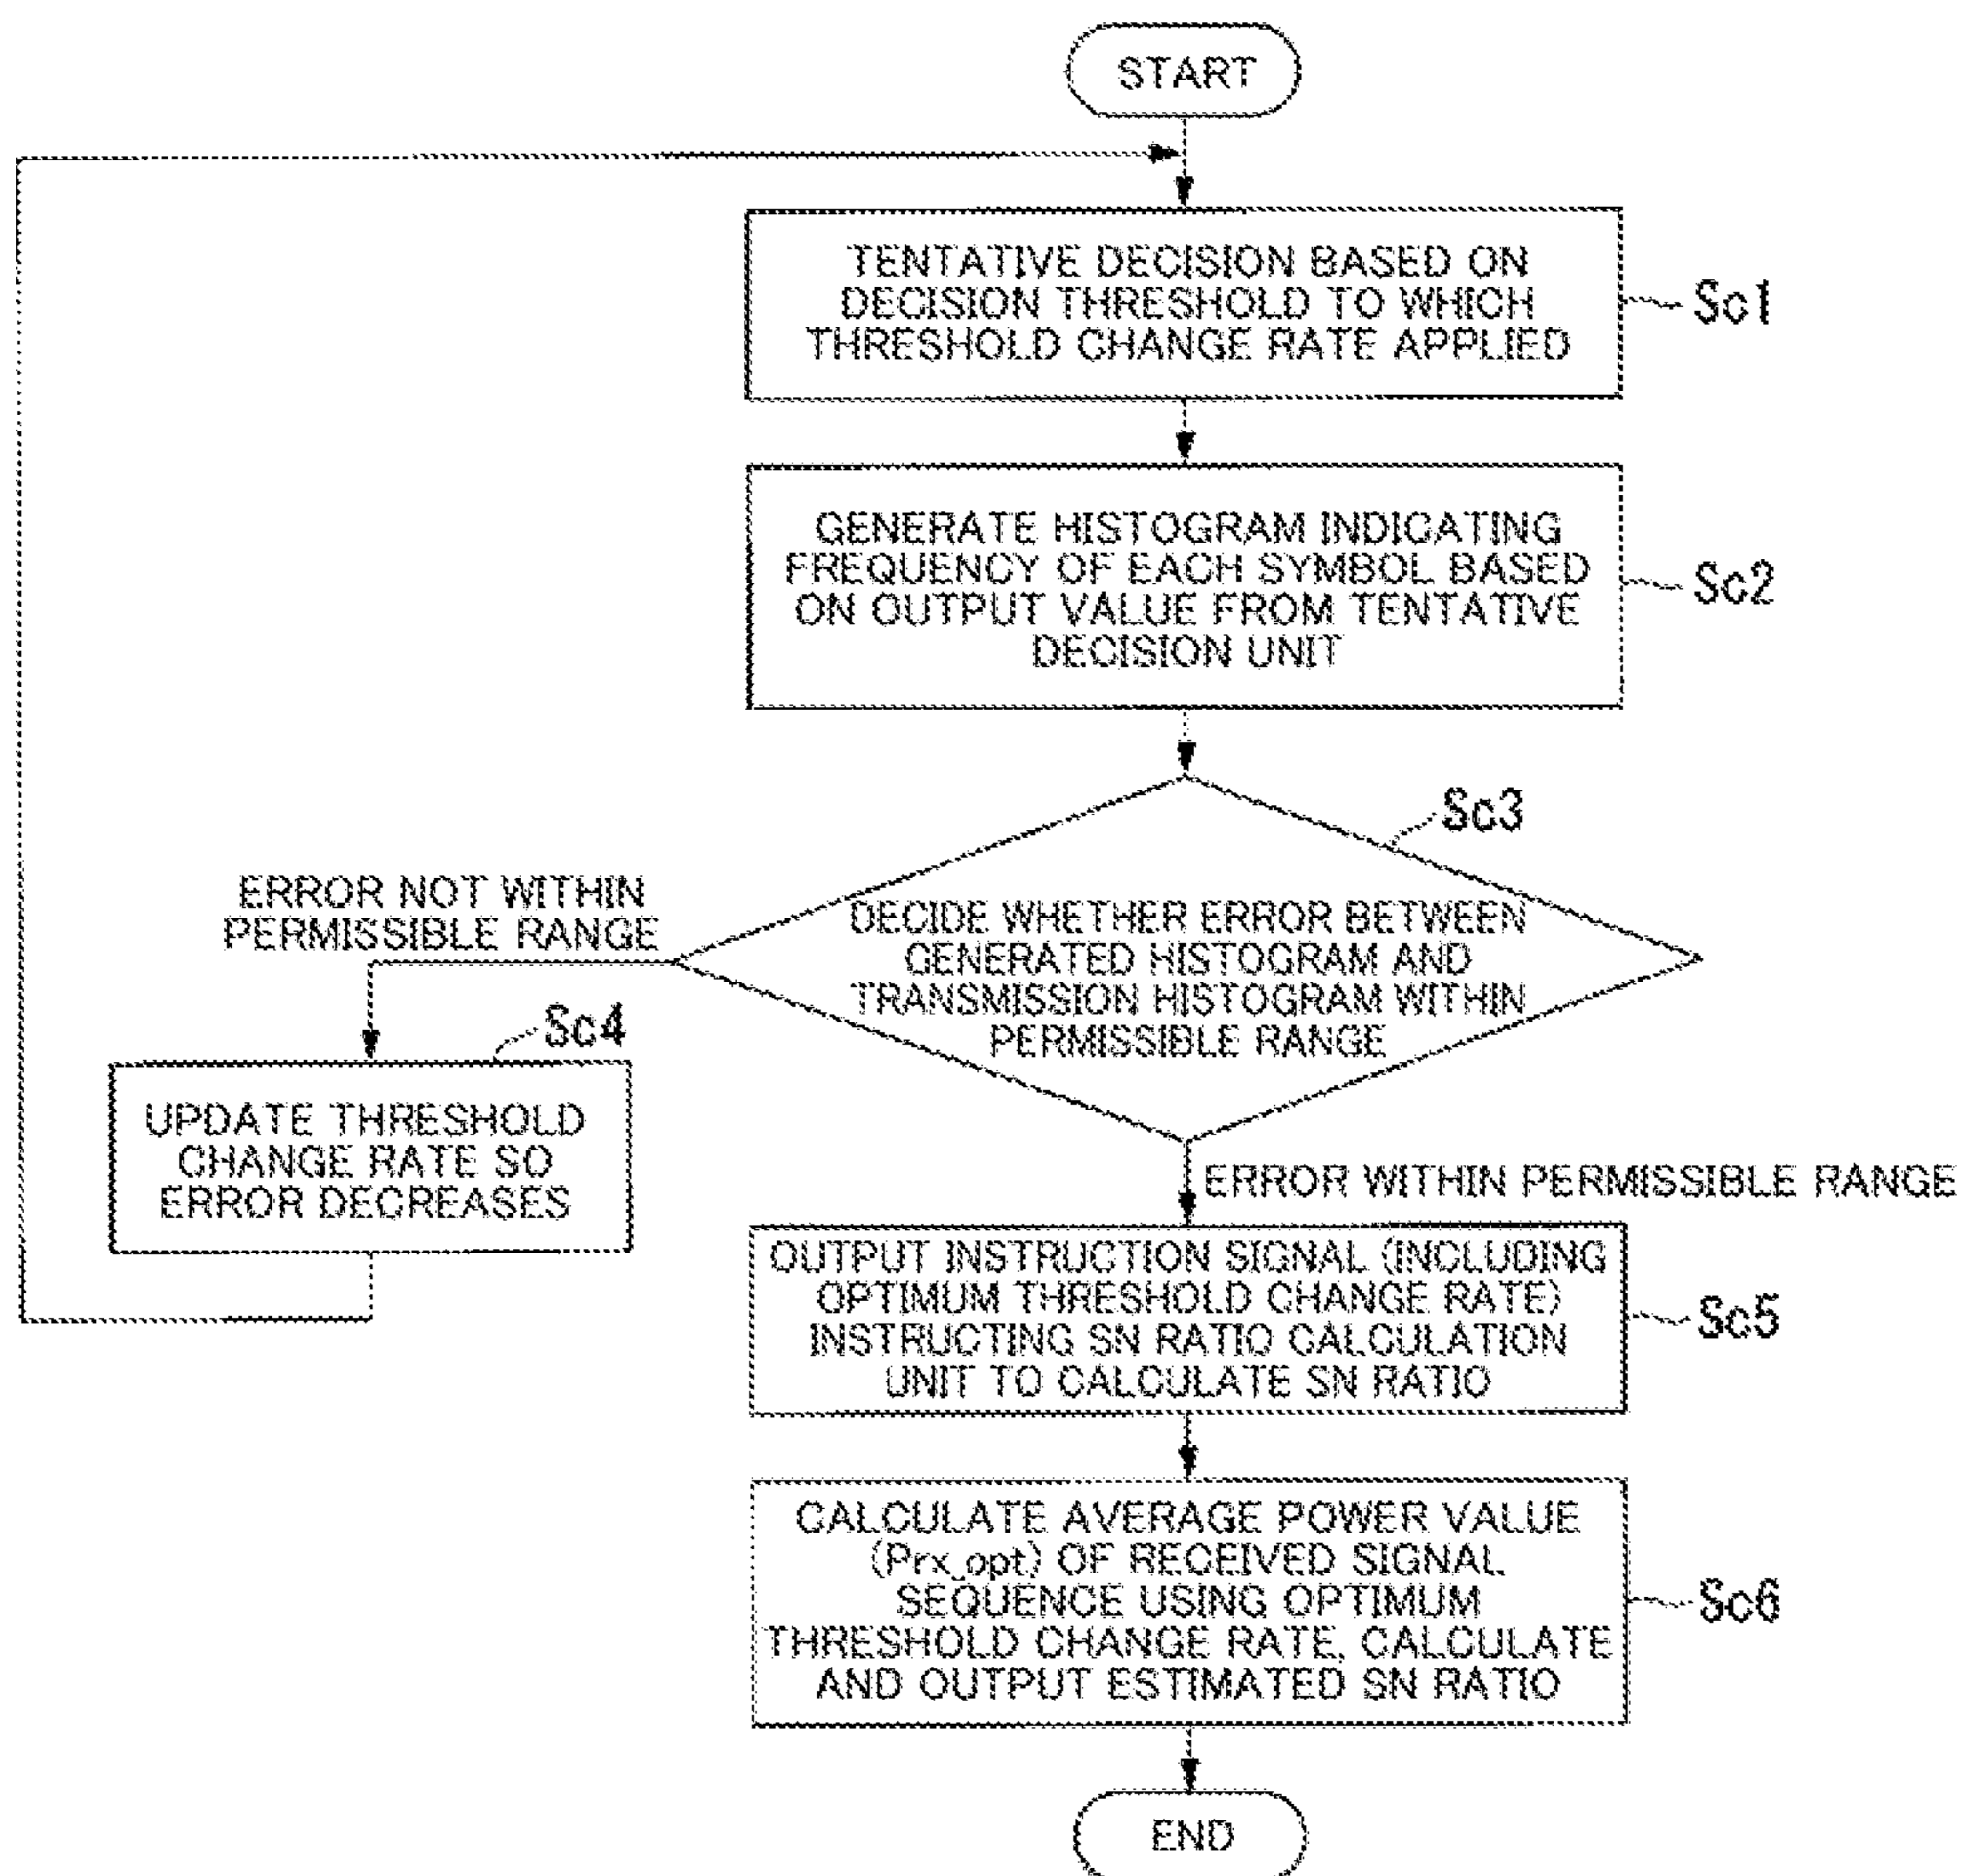 START
TENTATIVE DECISION BASED ON
DECISION THRESHOLD TO WHICH
THRESHOLD CHANGE RATE APPLIED
Sc1
GENERATE HISTOGRAM INDICATING
FREQUENCY OF EACH SYMBOL BASED
ON OUTPUT VALUE FROM TENTATIVE
DECISION UNIT
Sc2
Sc3
DECIDE WHETHER ERROR BETWEEN
GENERATED HISTOGRAM AND
TRANSMISSION HISTOGRAM WITHIN
PERMISSIBLE RANGE
ERROR NOT WITHIN
PERMISSIBLE RANGE
Sc4
UPDATE THRESHOLD
CHANGE RATE SO
ERROR DECREASES
ERROR WITHIN PERMISSIBLE RANGE
OUTPUT INSTRUCTION SIGNAL (INCLUDING
OPTIMUM THRESHOLD CHANGE RATE)
INSTRUCTING SN RATIO CALCULATION
UNIT TO CALCULATE SN RATIO
Sc5
CALCULATE AVERAGE POWER VALUE
(Prx_opt) OF RECEIVED SIGNAL
SEQUENCE USING OPTIMUM
THRESHOLD CHANGE RATE, CALCULATE
AND OUTPUT ESTIMATED SN RATIO
Sc6
END